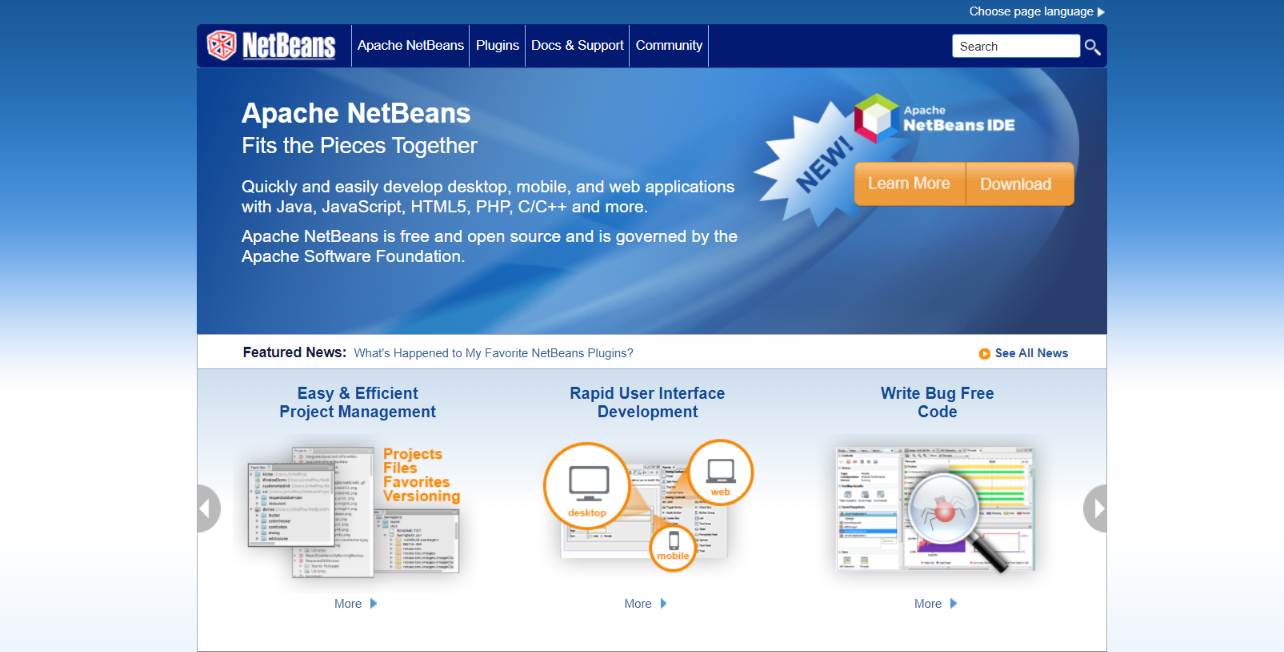 Choose page language
NetBeans
Apache NetBeans
Plugins
Docs & Support
Community
Search
Apache NetBeans
Fits the Pieces Together
Quickly and easily develop desktop, mobile, and web applications
with Java, JavaScript, HTML5, PHP, C/C++ and more.
Apache NetBeans is free and open source and is governed by the
Apache Software Foundation.
NEW!
Apache
NetBeans IDE
Learn More
Download
Featured News: What's Happened to My Favorite NetBeans Plugins?
See All News
Easy & Efficient
Project Management
Projects
Files
Favorites
Versioning
More
Rapid User Interface
Development
desktop
web
mobile
More
Write Bug Free
Code
More